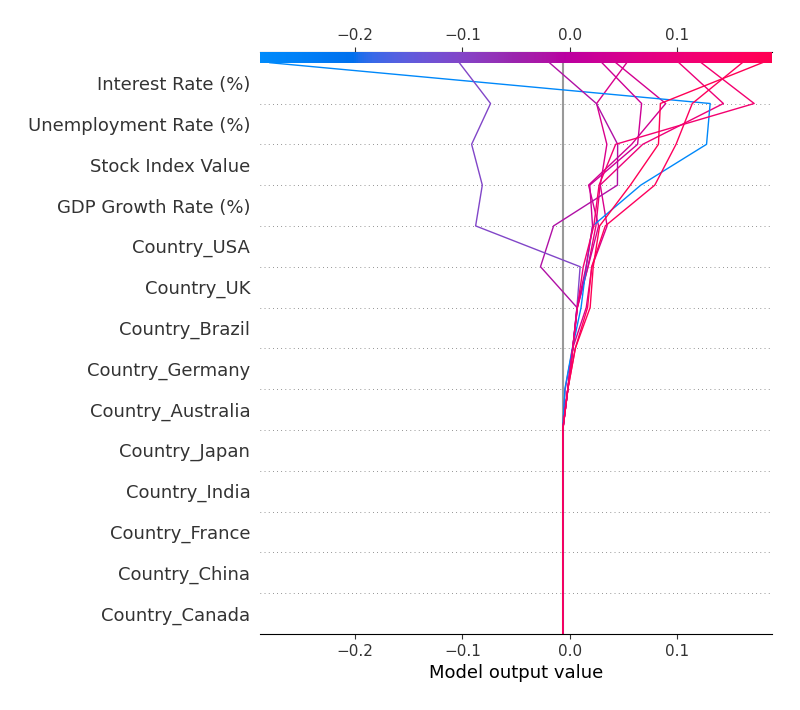 −0.2 −0.1 0.0 0.1
Interest Rate (%)
Unemployment Rate (%)
Stock Index Value
GDP Growth Rate (%)
Country_USA
Country_UK
Country_Brazil
Country_Germany
Country_Australia
Country_Japan
Country_India
Country_France
Country_China
Country_Canada
−0.2 −0.1 0.0 0.1
Model output value